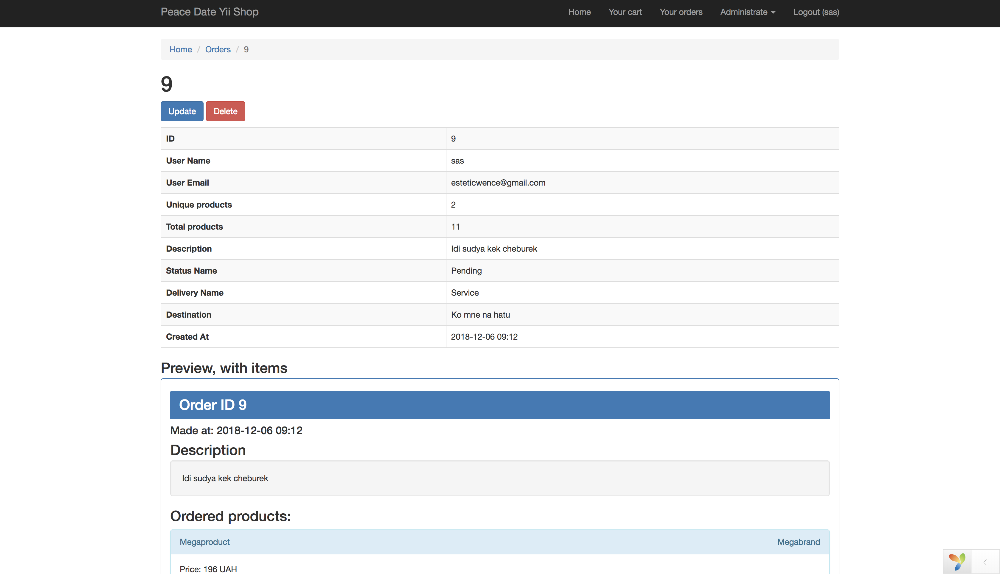 Peace Date Yii Shop Home Your cart Your orders Administrate Logout (sas)
Home / Orders / 9
9
Update Delete
ID 9
User Name sas
User Email esteticwence@gmail.com
Unique products 2
Total products 11
Description Idi sudya kek cheburek
Status Name Pending
Delivery Name Service
Destination Ko mne na hatu
Created At 2018-12-06 09:12
Preview, with items
Order ID 9
Made at: 2018-12-06 09:12
Description
Idi sudya kek cheburek
Ordered products:
Megaproduct Megabrand
Price: 196 UAH